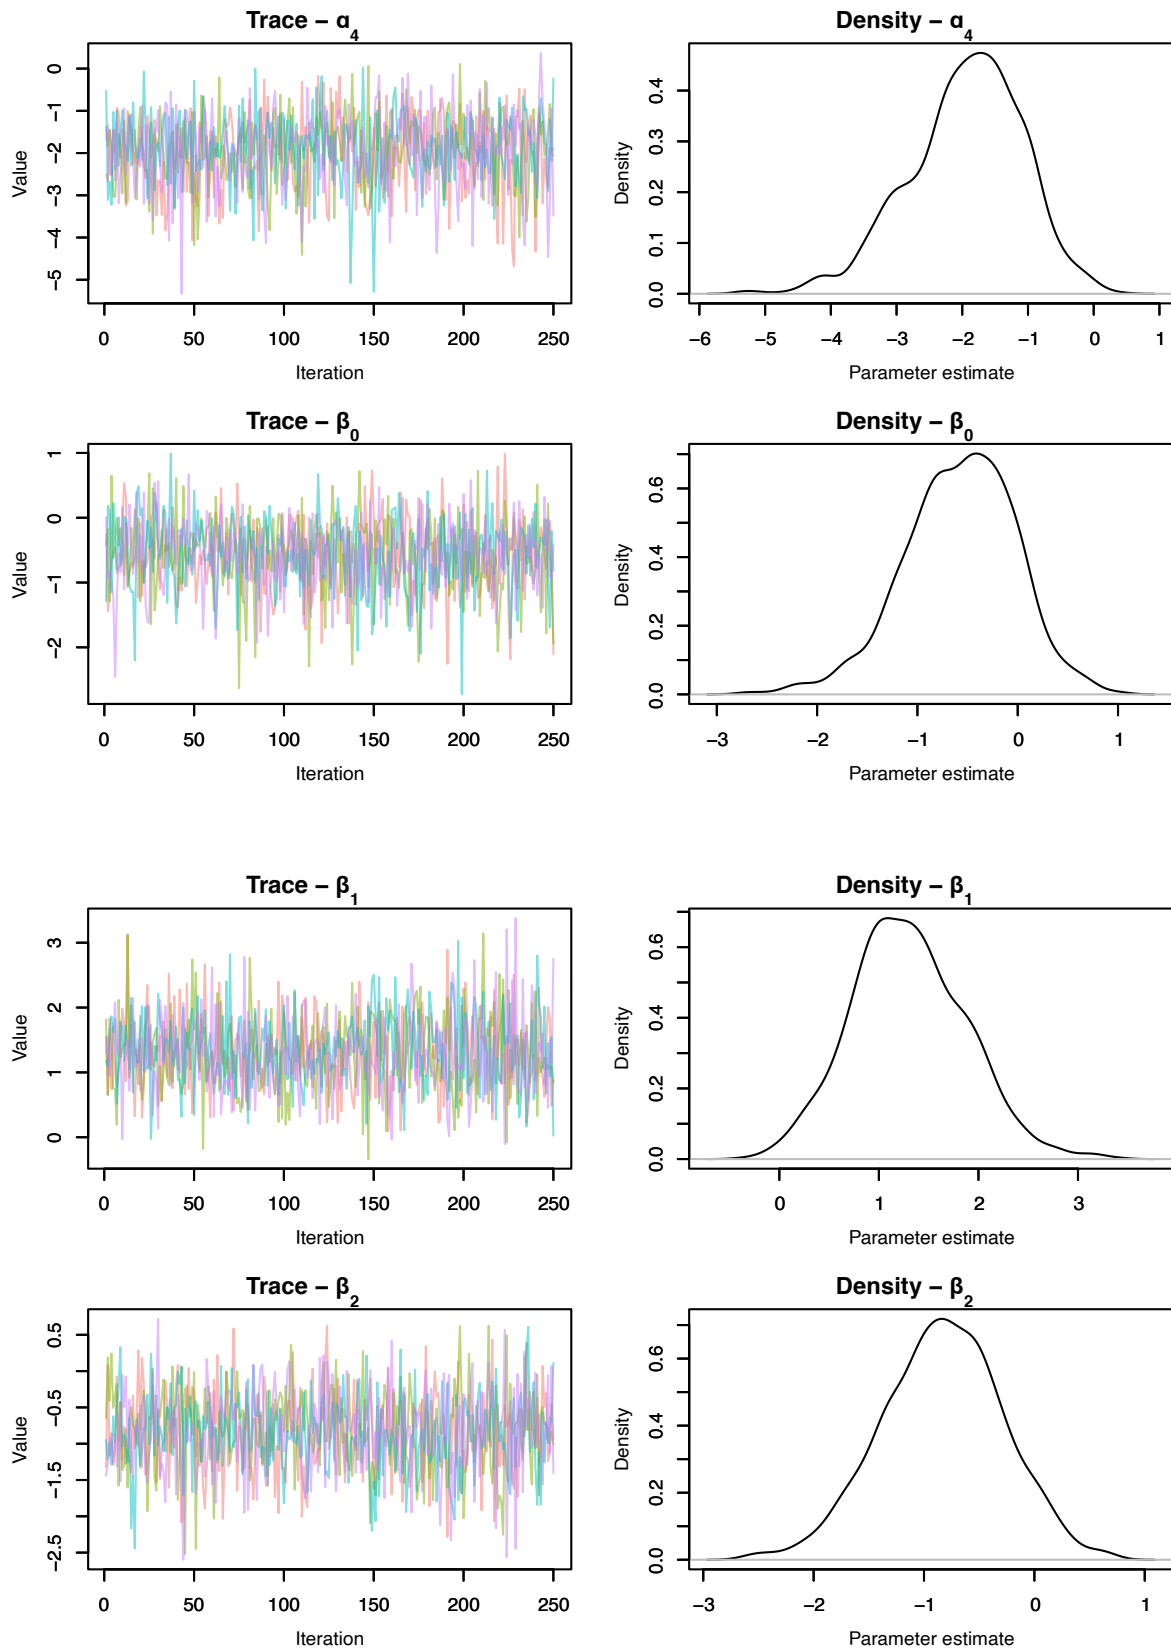 Trace − α4
Value
0
−1
−2
−3
−4
−5
0 50 100 150 200 250
Iteration
Density − α4
Density
0.4
0.3
0.2
0.1
0.0
−6 −5 −4 −3 −2 −1 0 1
Parameter estimate
Trace − β0
Value
1
0
−1
−2
0 50 100 150 200 250
Iteration
Density − β0
Density
0.6
0.4
0.2
0.0
−3 −2 −1 0 1
Parameter estimate
Trace − β1
Value
3
2
1
0
0 50 100 150 200 250
Iteration
Density − β1
Density
0.6
0.4
0.2
0.0
0 1 2 3
Parameter estimate
Trace − β2
Value
0.5
−0.5
−1.5
−2.5
0 50 100 150 200 250
Iteration
Density − β2
Density
0.6
0.4
0.2
0.0
−3 −2 −1 0 1
Parameter estimate